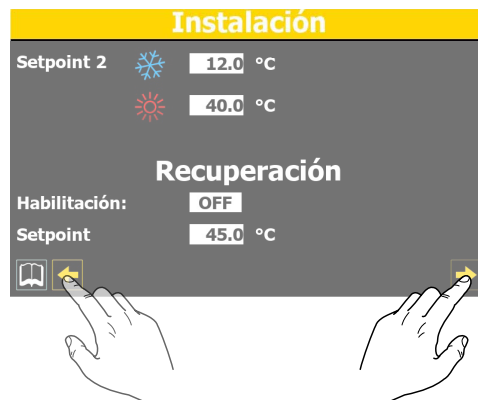 Instalación
Setpoint 2 12.0 °C
40.0 °C
Recuperación
Habilitación: OFF
Setpoint 45.0 °C